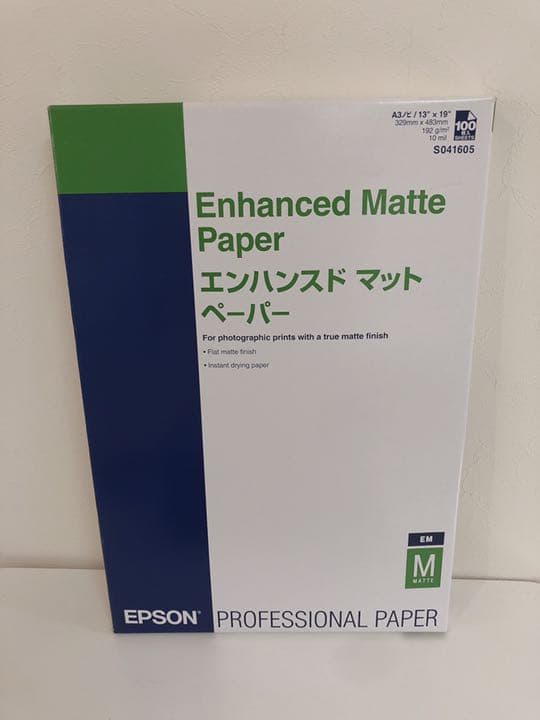 A3ノビ / 13" x 19"
329mm x 483mm
192 g/m²
10 mil
100
枚入
SHEETS
S041605
Enhanced Matte
Paper
エンハンスド マット
ペーパー
For photographic prints with a true matte finish
• Flat matte finish
• Instant drying paper
EM
M
MATTE
EPSON®
PROFESSIONAL PAPER